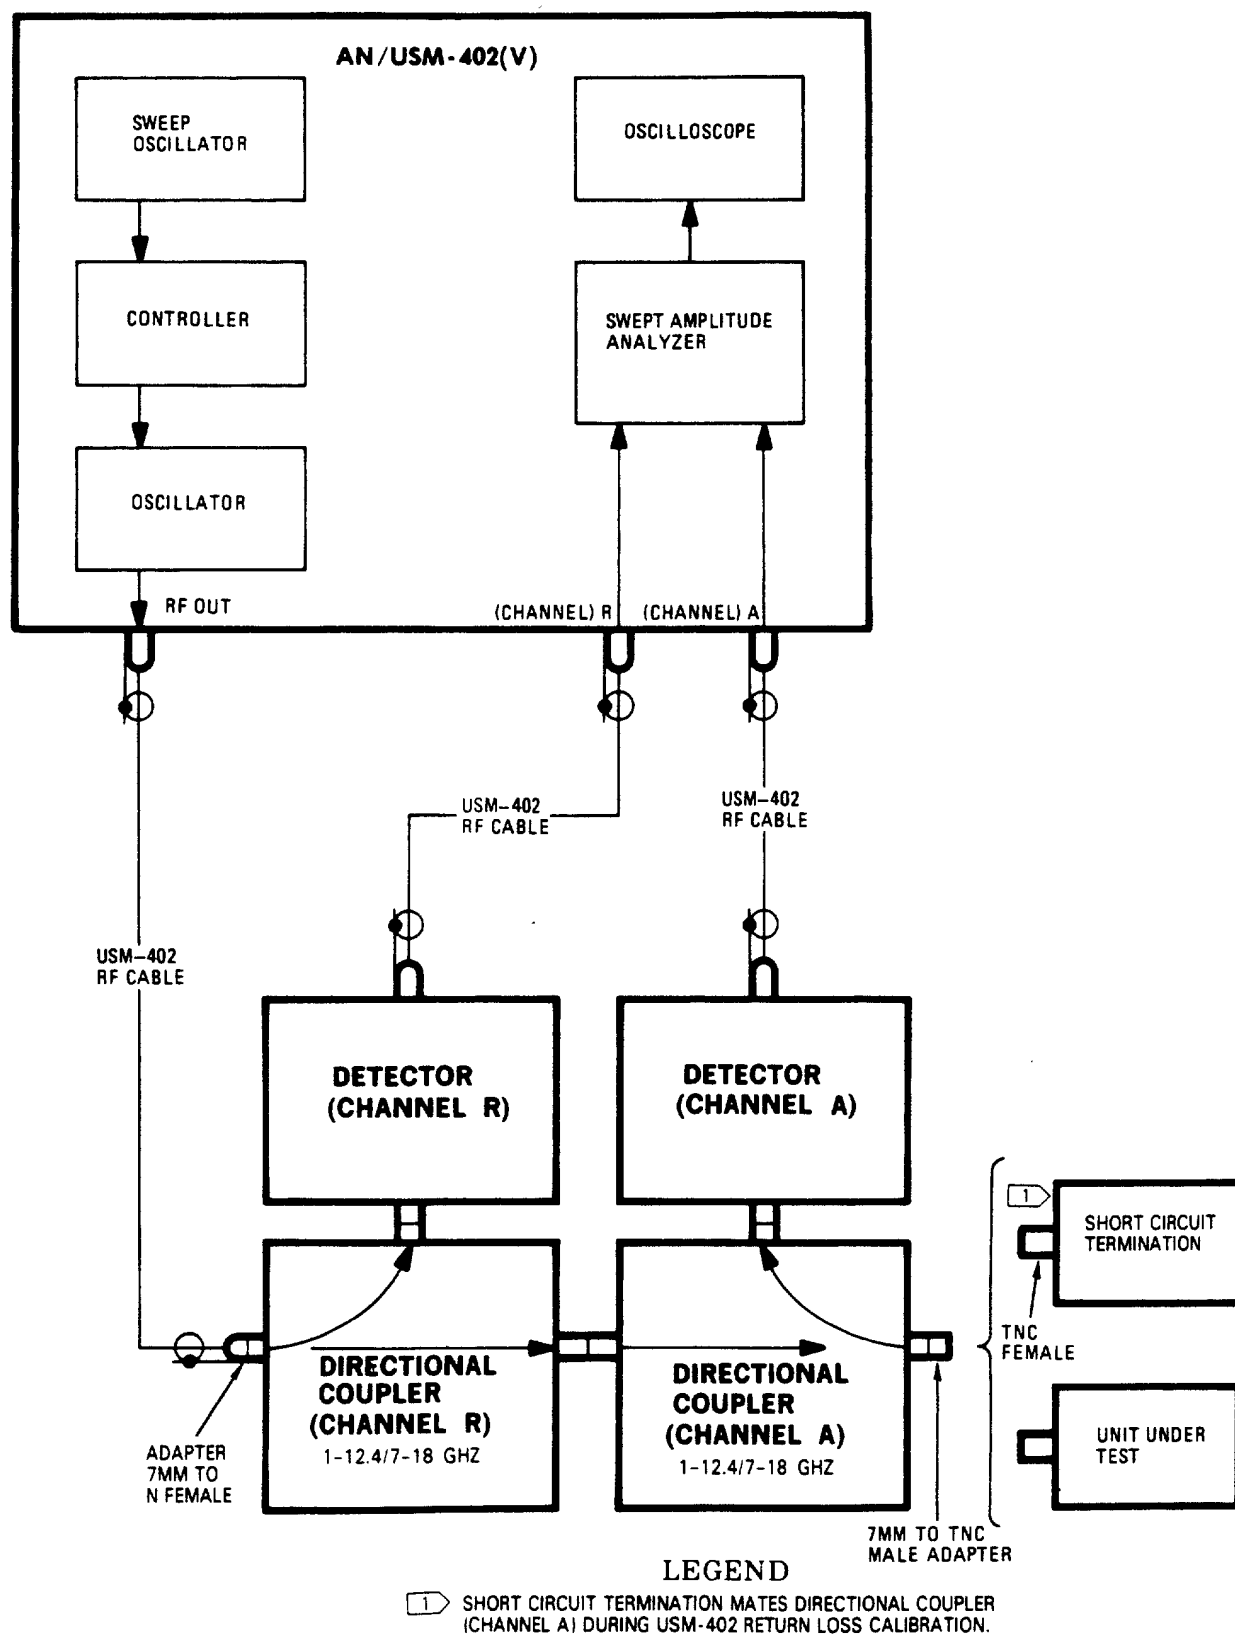 AN/USM-402(V)
SWEEP
OSCILLATOR
OSCILLOSCOPE
CONTROLLER
SWEPT AMPLITUDE
ANALYZER
OSCILLATOR
RF OUT
(CHANNEL) R
(CHANNEL) A
USM-402
RF CABLE
USM-402
RF CABLE
USM-402
RF CABLE
DETECTOR
(CHANNEL R)
DETECTOR
(CHANNEL A)
1
SHORT CIRCUIT
TERMINATION
TNC
FEMALE
DIRECTIONAL
COUPLER
(CHANNEL R)
1-12.4/7-18 GHZ
DIRECTIONAL
COUPLER
(CHANNEL A)
1-12.4/7-18 GHZ
ADAPTER
7MM TO
N FEMALE
UNIT UNDER
TEST
7MM TO TNC
MALE ADAPTER
LEGEND
1 SHORT CIRCUIT TERMINATION MATES DIRECTIONAL COUPLER
(CHANNEL A) DURING USM-402 RETURN LOSS CALIBRATION.